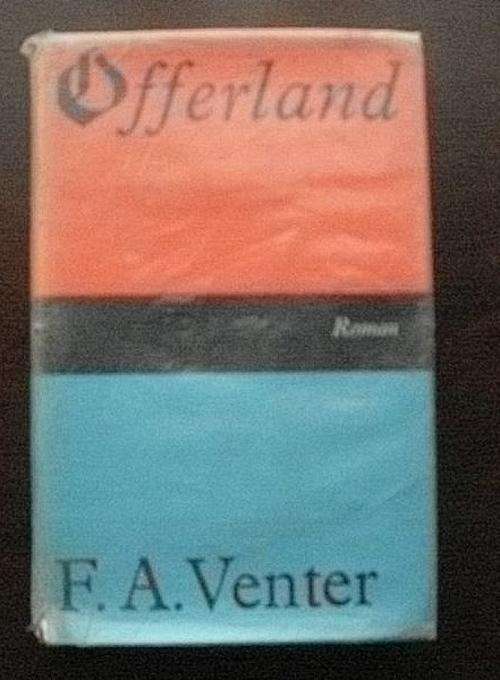 Offerland
Roman
F. A. Venter